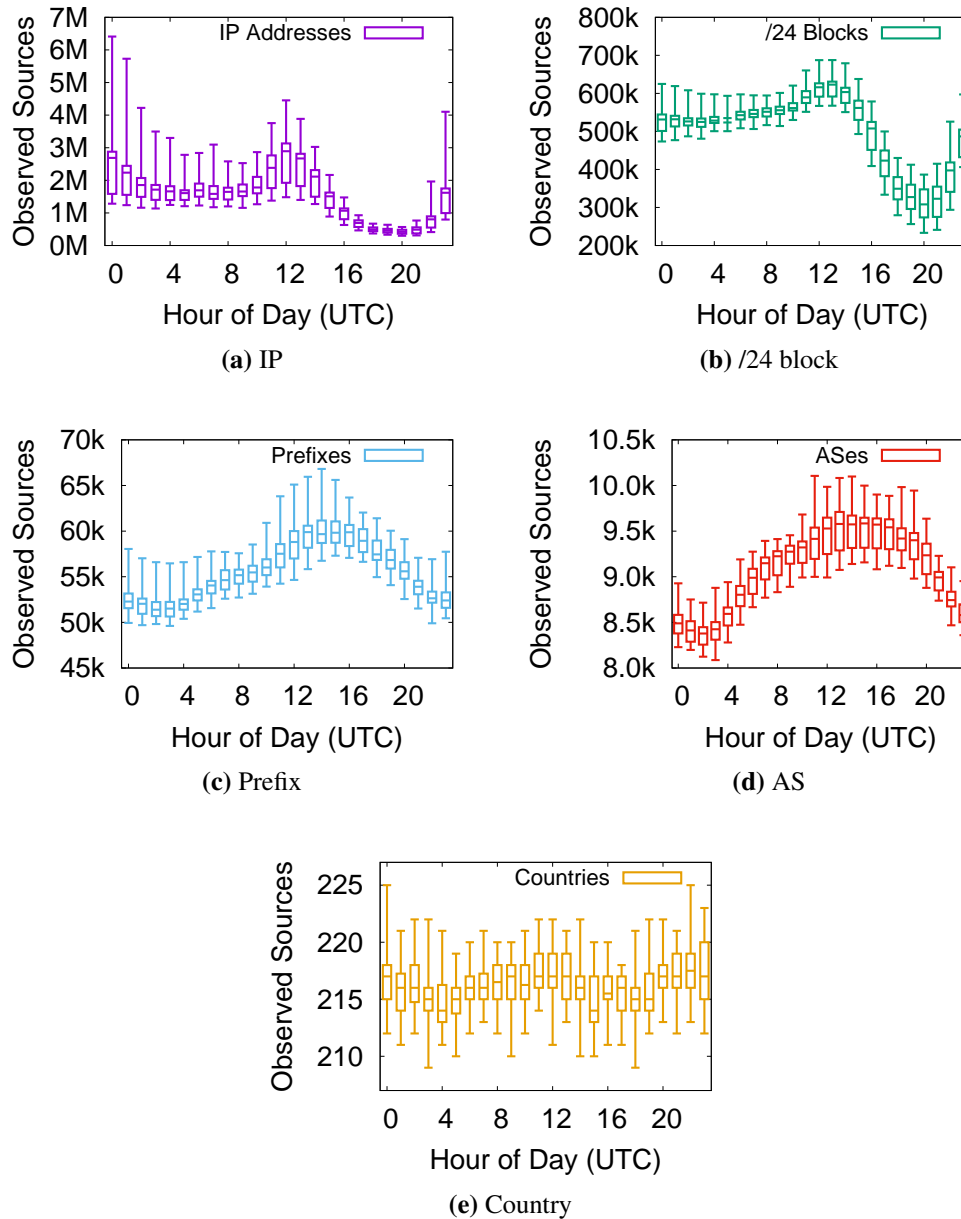 7M
6M
5M
4M
3M
2M
1M
0M
Observed Sources
IP Addresses
0 4 8 12 16 20
Hour of Day (UTC)
(a) IP
800k
700k
600k
500k
400k
300k
200k
Observed Sources
/24 Blocks
0 4 8 12 16 20
Hour of Day (UTC)
(b) /24 block
70k
65k
60k
55k
50k
45k
Observed Sources
Prefixes
0 4 8 12 16 20
Hour of Day (UTC)
(c) Prefix
10.5k
10.0k
9.5k
9.0k
8.5k
8.0k
Observed Sources
ASes
0 4 8 12 16 20
Hour of Day (UTC)
(d) AS
225
220
215
210
Observed Sources
Countries
0 4 8 12 16 20
Hour of Day (UTC)
(e) Country